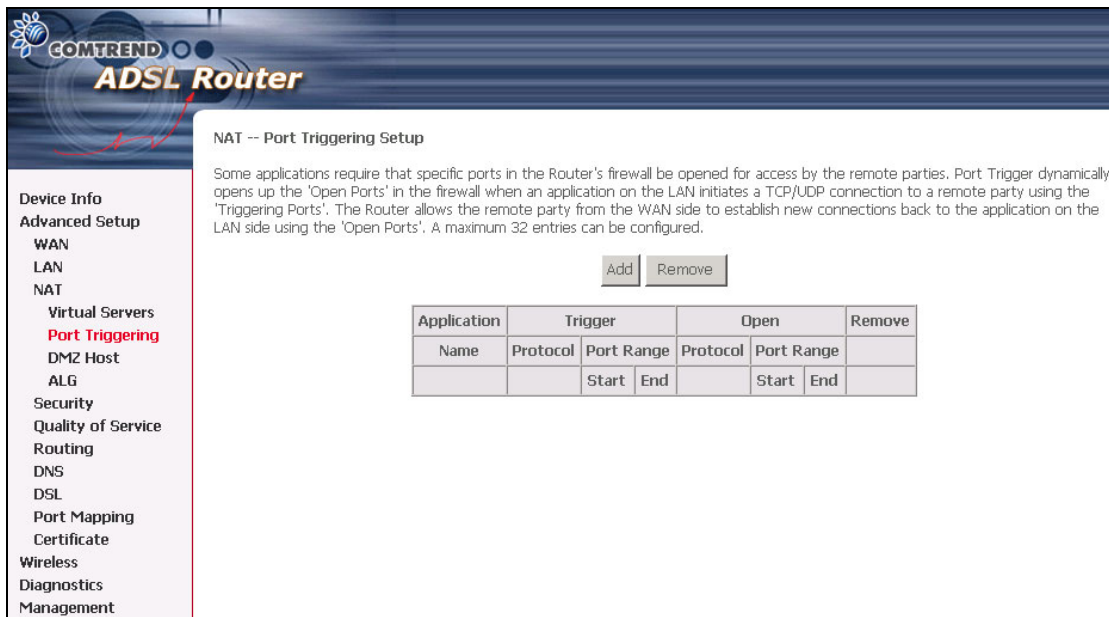 COMTREND
ADSL Router
Device Info
Advanced Setup
WAN
LAN
NAT
Virtual Servers
Port Triggering
DMZ Host
ALG
Security
Quality of Service
Routing
DNS
DSL
Port Mapping
Certificate
Wireless
Diagnostics
Management
NAT -- Port Triggering Setup
Some applications require that specific ports in the Router's firewall be opened for access by the remote parties. Port Trigger dynamically
opens up the 'Open Ports' in the firewall when an application on the LAN initiates a TCP/UDP connection to a remote party using the
'Triggering Ports'. The Router allows the remote party from the WAN side to establish new connections back to the application on the
LAN side using the 'Open Ports'. A maximum 32 entries can be configured.
Add Remove
Application Trigger Open Remove
Name Protocol Port Range Protocol Port Range
Start End Start End